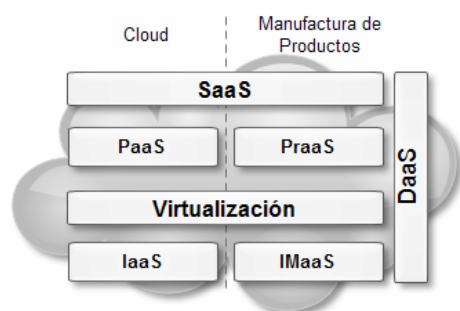 Cloud
Manufactura de
Productos
SaaS
PaaS
PraaS
DaaS
Virtualización
IaaS
IMaaS